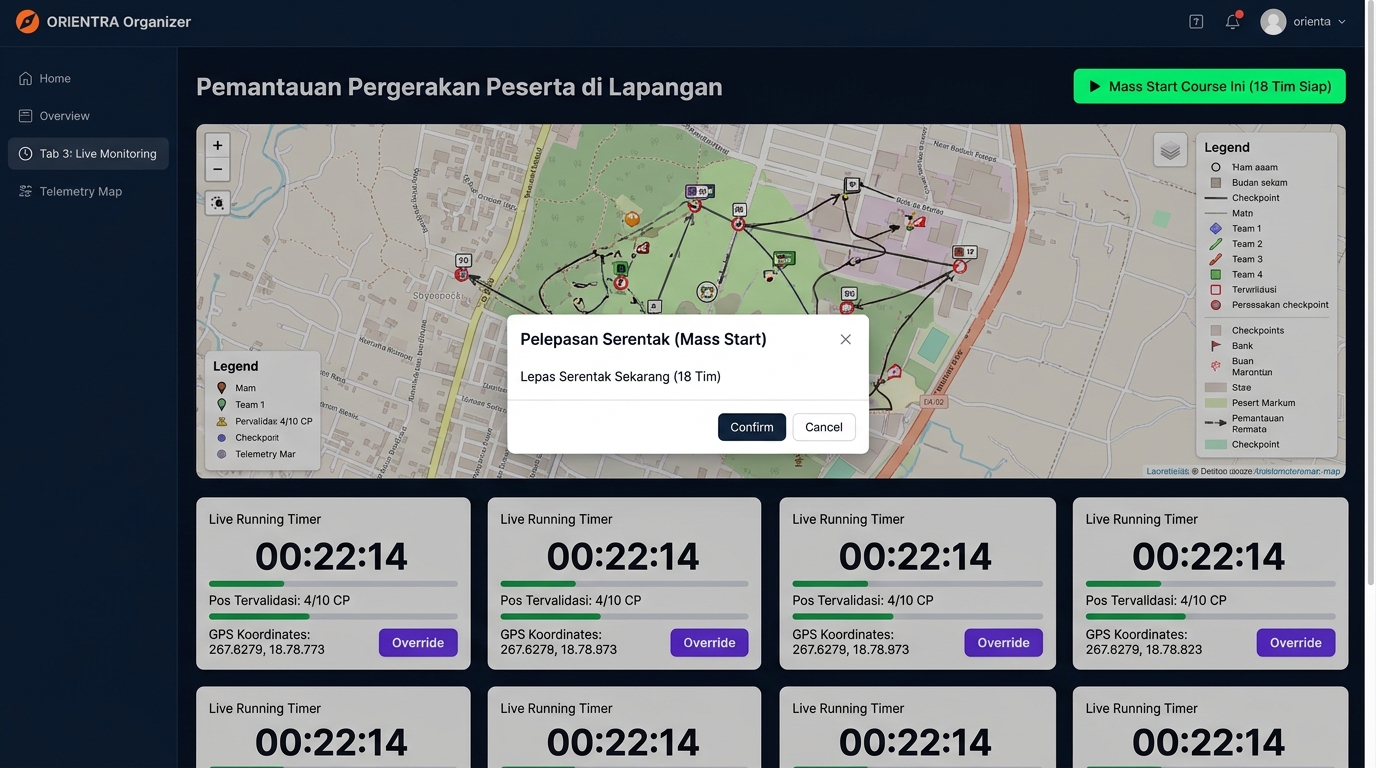 ORIENTRA Organizer
orienta
Home
Overview
Tab 3: Live Monitoring
Telemetry Map
Pemantauan Pergerakan Peserta di Lapangan
Mass Start Course Ini (18 Tim Siap)
+
−
Legend
Ham aaam
Budan sekam
Checkpoint
Matn
Team 1
Team 2
Team 3
Team 4
Persesakan checkpoint
Checkpoints
Bank
Buan
Marontun
Stae
Pesert Markum
Pemantauan
Remata
Checkpoint
90
Legend
Mam
Team 1
Pervalidaz 4/10 CP
Checkpoirt
Telemetry Mar
Pelepasan Serentak (Mass Start)
Lepas Serentak Sekarang (18 Tim)
Confirm
Cancel
Live Running Timer
00:22:14
Pos Tervalidasi: 4/10 CP
GPS Koordinates:
267.6279, 18.78.773
Override
Live Running Timer
00:22:14
Pos Tervalidasi: 4/10 CP
GPS Koordinates:
267.6279, 18.78.973
Override
Live Running Timer
00:22:14
Pos Tervalidasi: 4/10 CP
GPS Koordinates:
267.6279, 18.78.973
Override
Live Running Timer
00:22:14
Pos Tervalidasi: 4/10 CP
GPS Koordinates:
267.6279, 18.78.823
Override
Live Running Timer
00:22:14
Live Running Timer
00:22:14
Live Running Timer
00:22:14
Live Running Timer
00:22:14